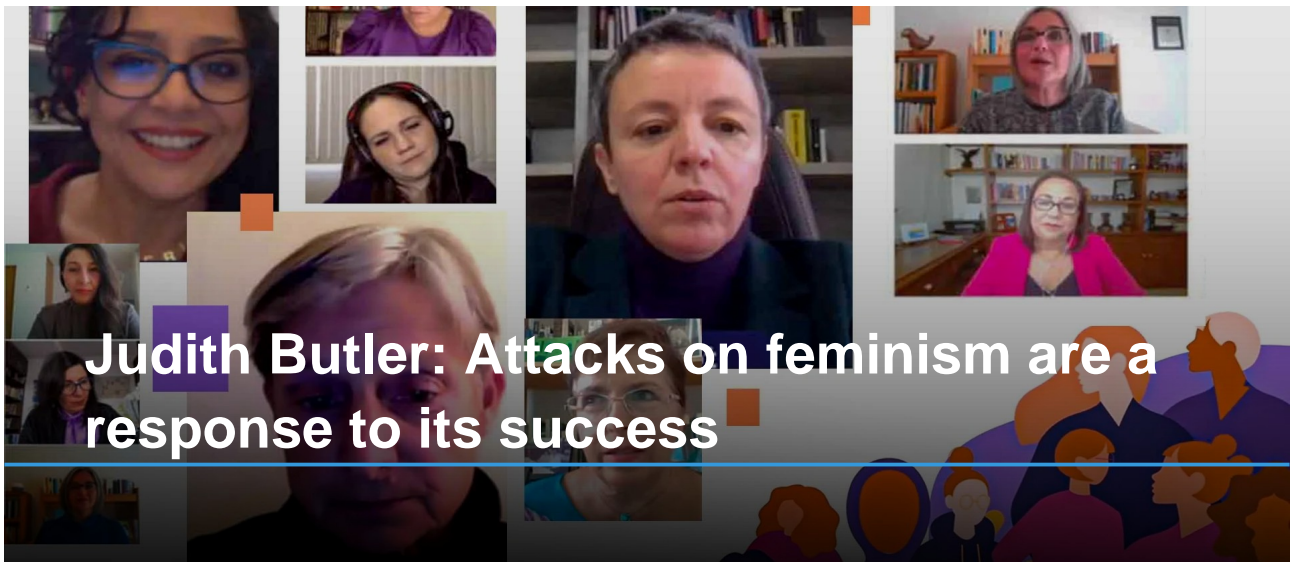 Judith Butler: Attacks on feminism are a
response to its success